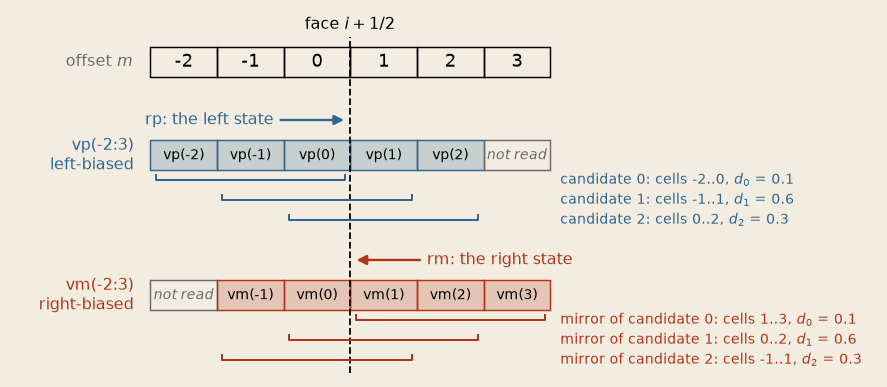 face i + 1/2
offset m
-2 -1 0 1 2 3
rp: the left state
vp(-2:3)
left-biased
vp(-2) vp(-1) vp(0) vp(1) vp(2) not read
candidate 0: cells -2..0, d0 = 0.1
candidate 1: cells -1..1, d1 = 0.6
candidate 2: cells 0..2, d2 = 0.3
rm: the right state
vm(-2:3)
right-biased
not read vm(-1) vm(0) vm(1) vm(2) vm(3)
mirror of candidate 0: cells 1..3, d0 = 0.1
mirror of candidate 1: cells 0..2, d1 = 0.6
mirror of candidate 2: cells -1..1, d2 = 0.3